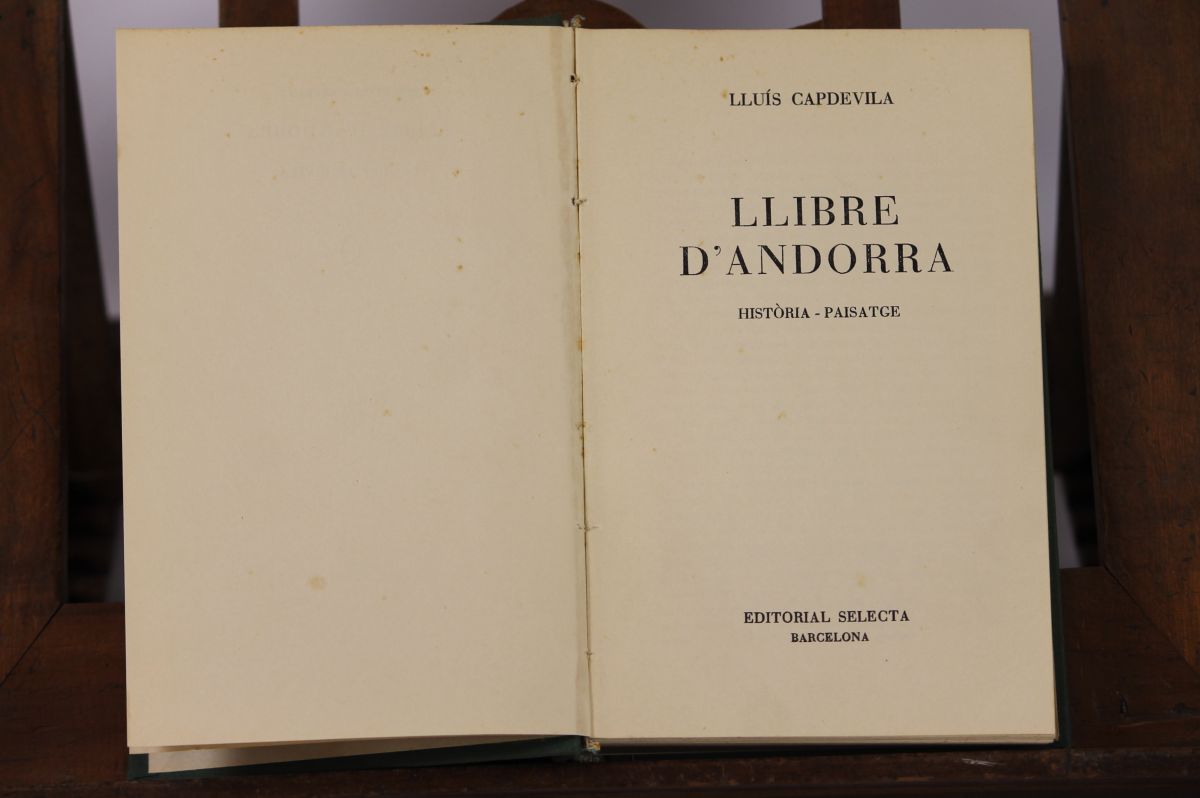 LLUÍS CAPDEVILA
LLIBRE
D'ANDORRA
HISTÒRIA - PAISATGE
EDITORIAL SELECTA
BARCELONA